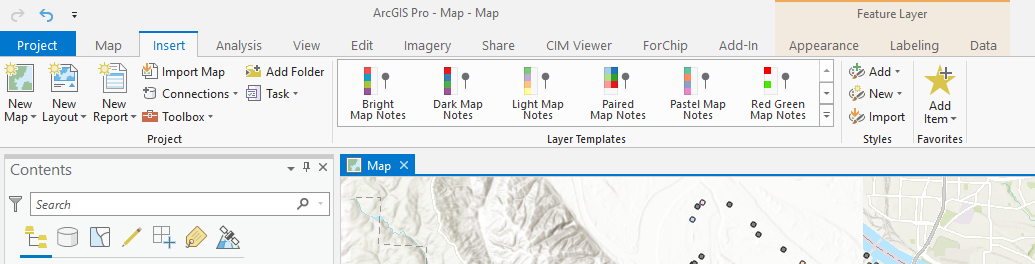 ArcGIS Pro - Map - Map
Feature Layer
Project Map Insert Analysis View Edit Imagery Share CIM Viewer ForChip Add-In Appearance Labeling Data
New Map
New Layout
New Report
Import Map
Connections
Toolbox
Add Folder
Task
Project
Bright Map Notes
Dark Map Notes
Light Map Notes
Paired Map Notes
Pastel Map Notes
Red Green Map Notes
Layer Templates
Add
New
Import
Styles
Add Item
Favorites
Contents
Search
Map